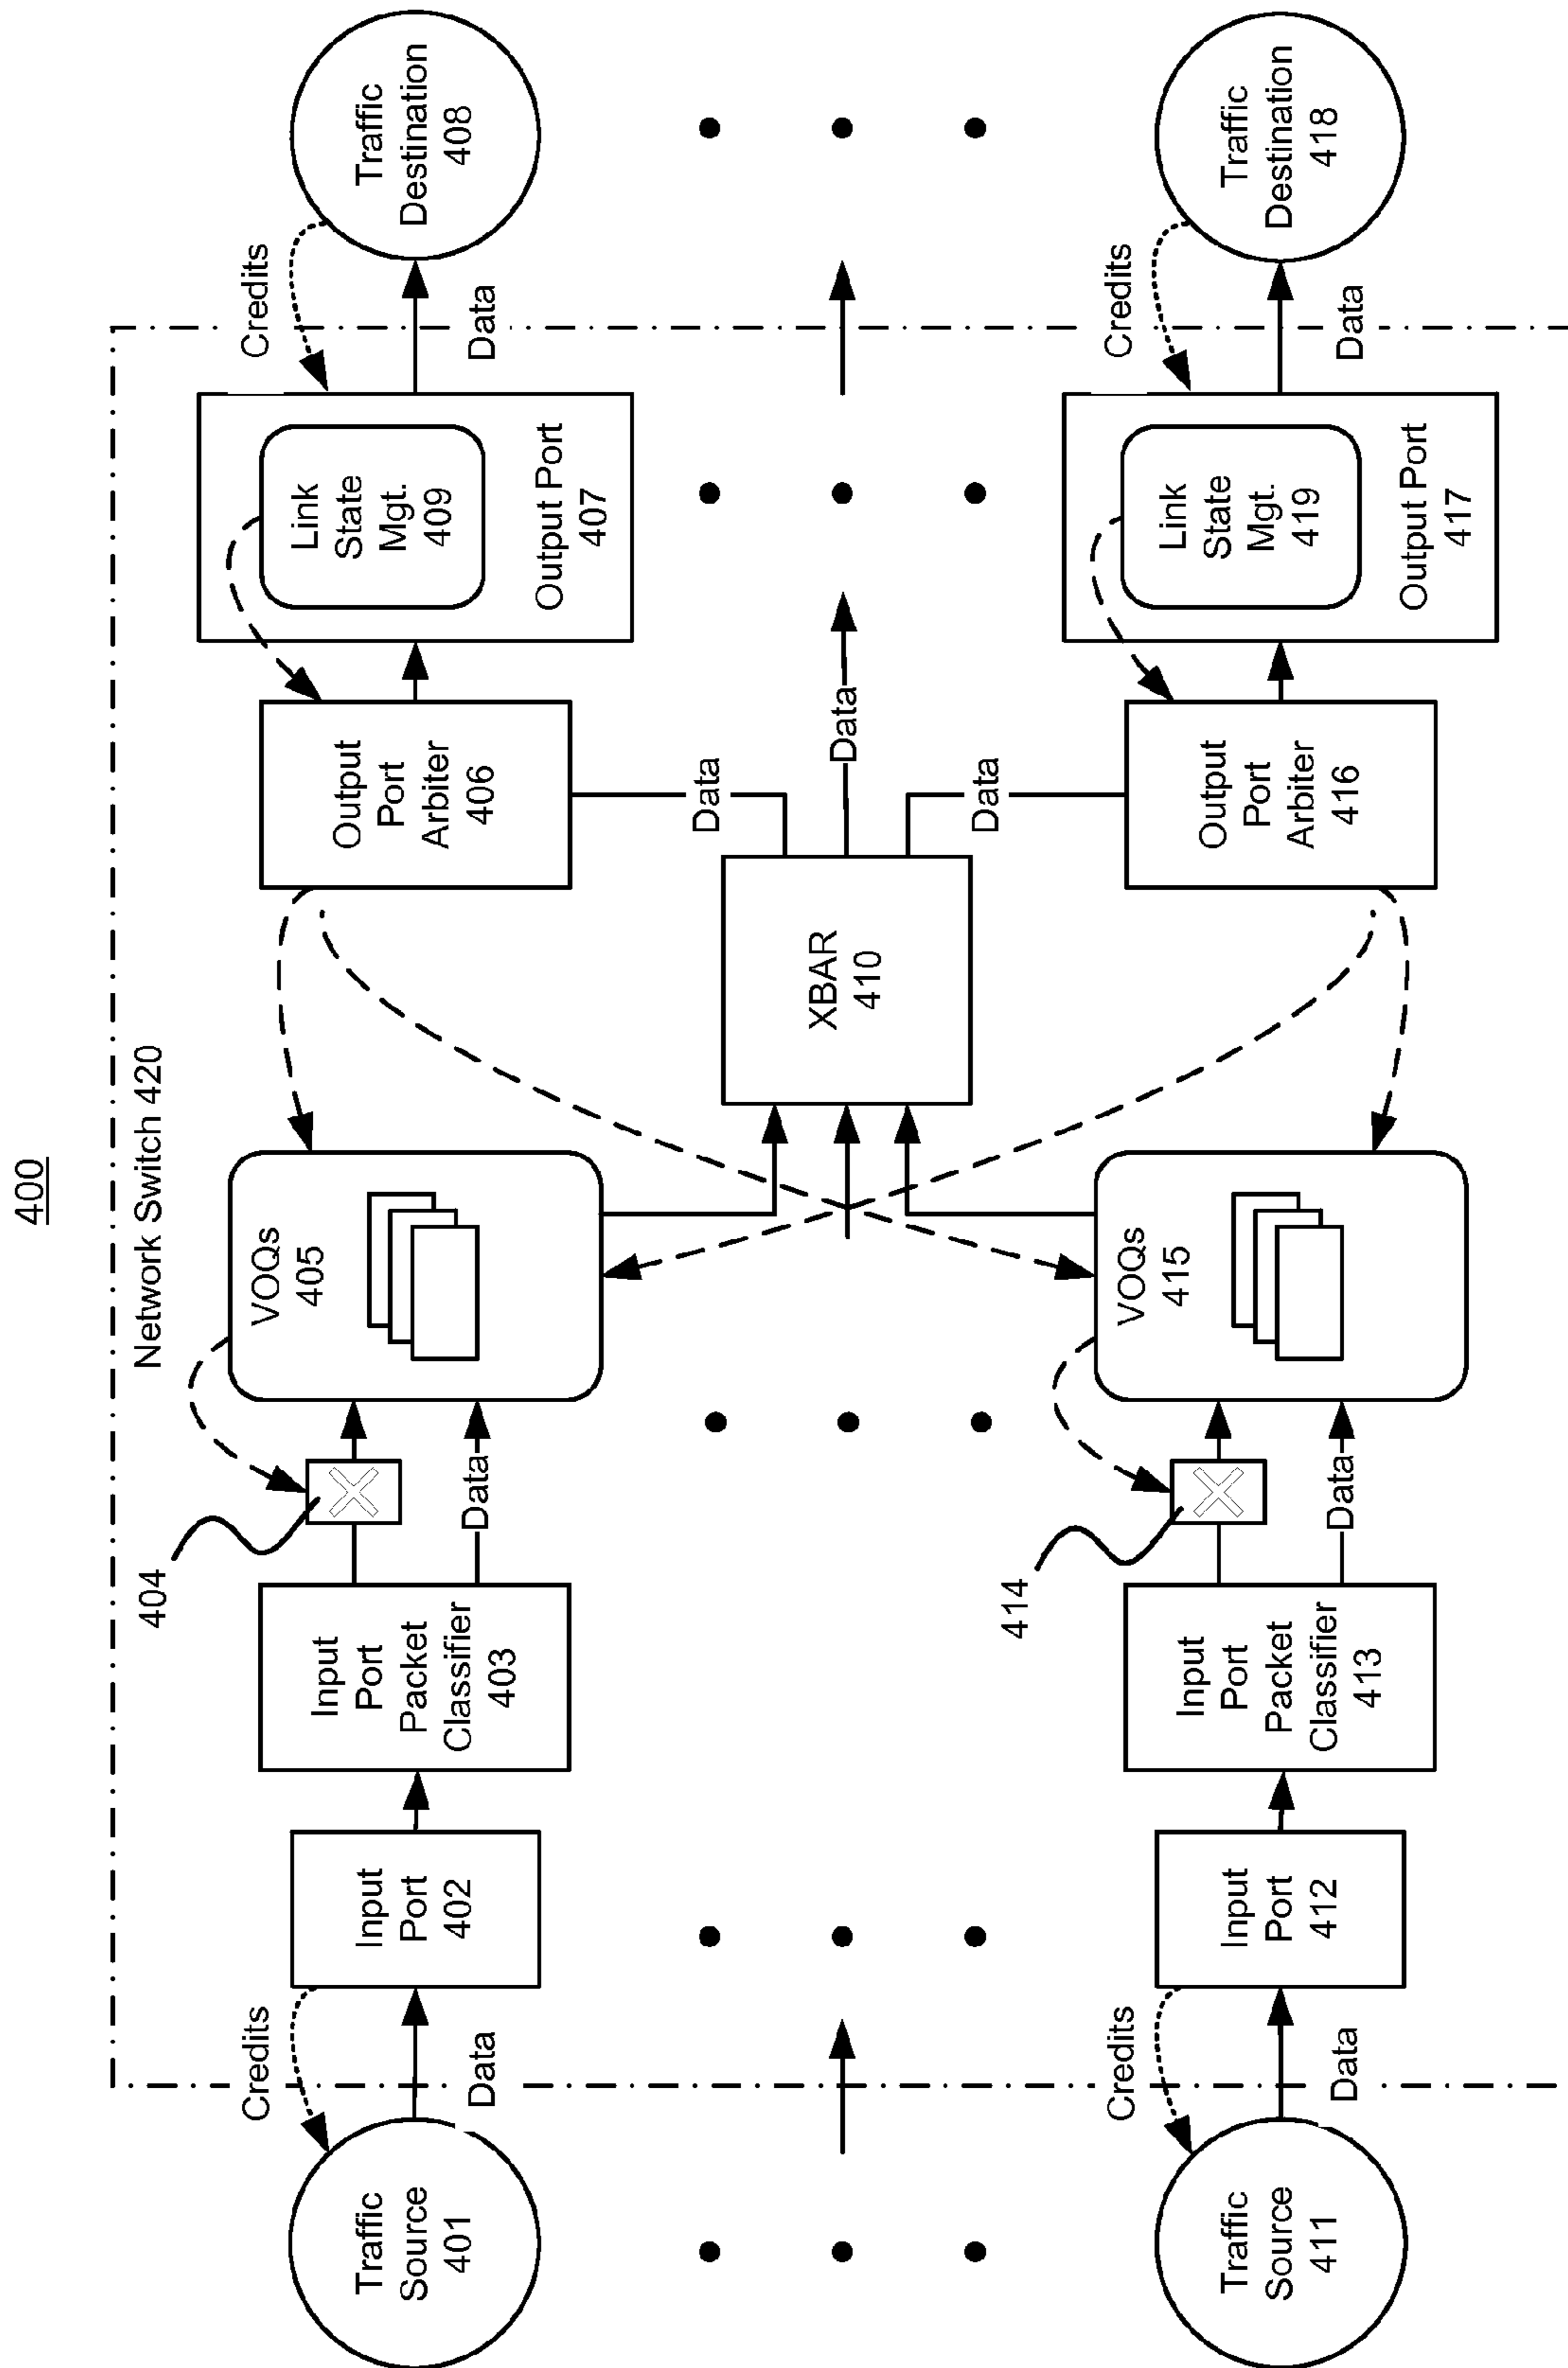 400
Network Switch 420
Traffic
Source
401
Credits
Data
Input
Port
402
Input
Port
Packet
Classifier
403
404
Data
VOQs
405
Output
Port
Arbiter
406
Link
State
Mgt.
409
Output Port
407
Credits
Data
Traffic
Destination
408
XBAR
410
Data
Data
Data
Traffic
Source
411
Credits
Data
Input
Port
412
Input
Port
Packet
Classifier
413
414
Data
VOQs
415
Output
Port
Arbiter
416
Link
State
Mgt.
419
Output Port
417
Credits
Data
Traffic
Destination
418